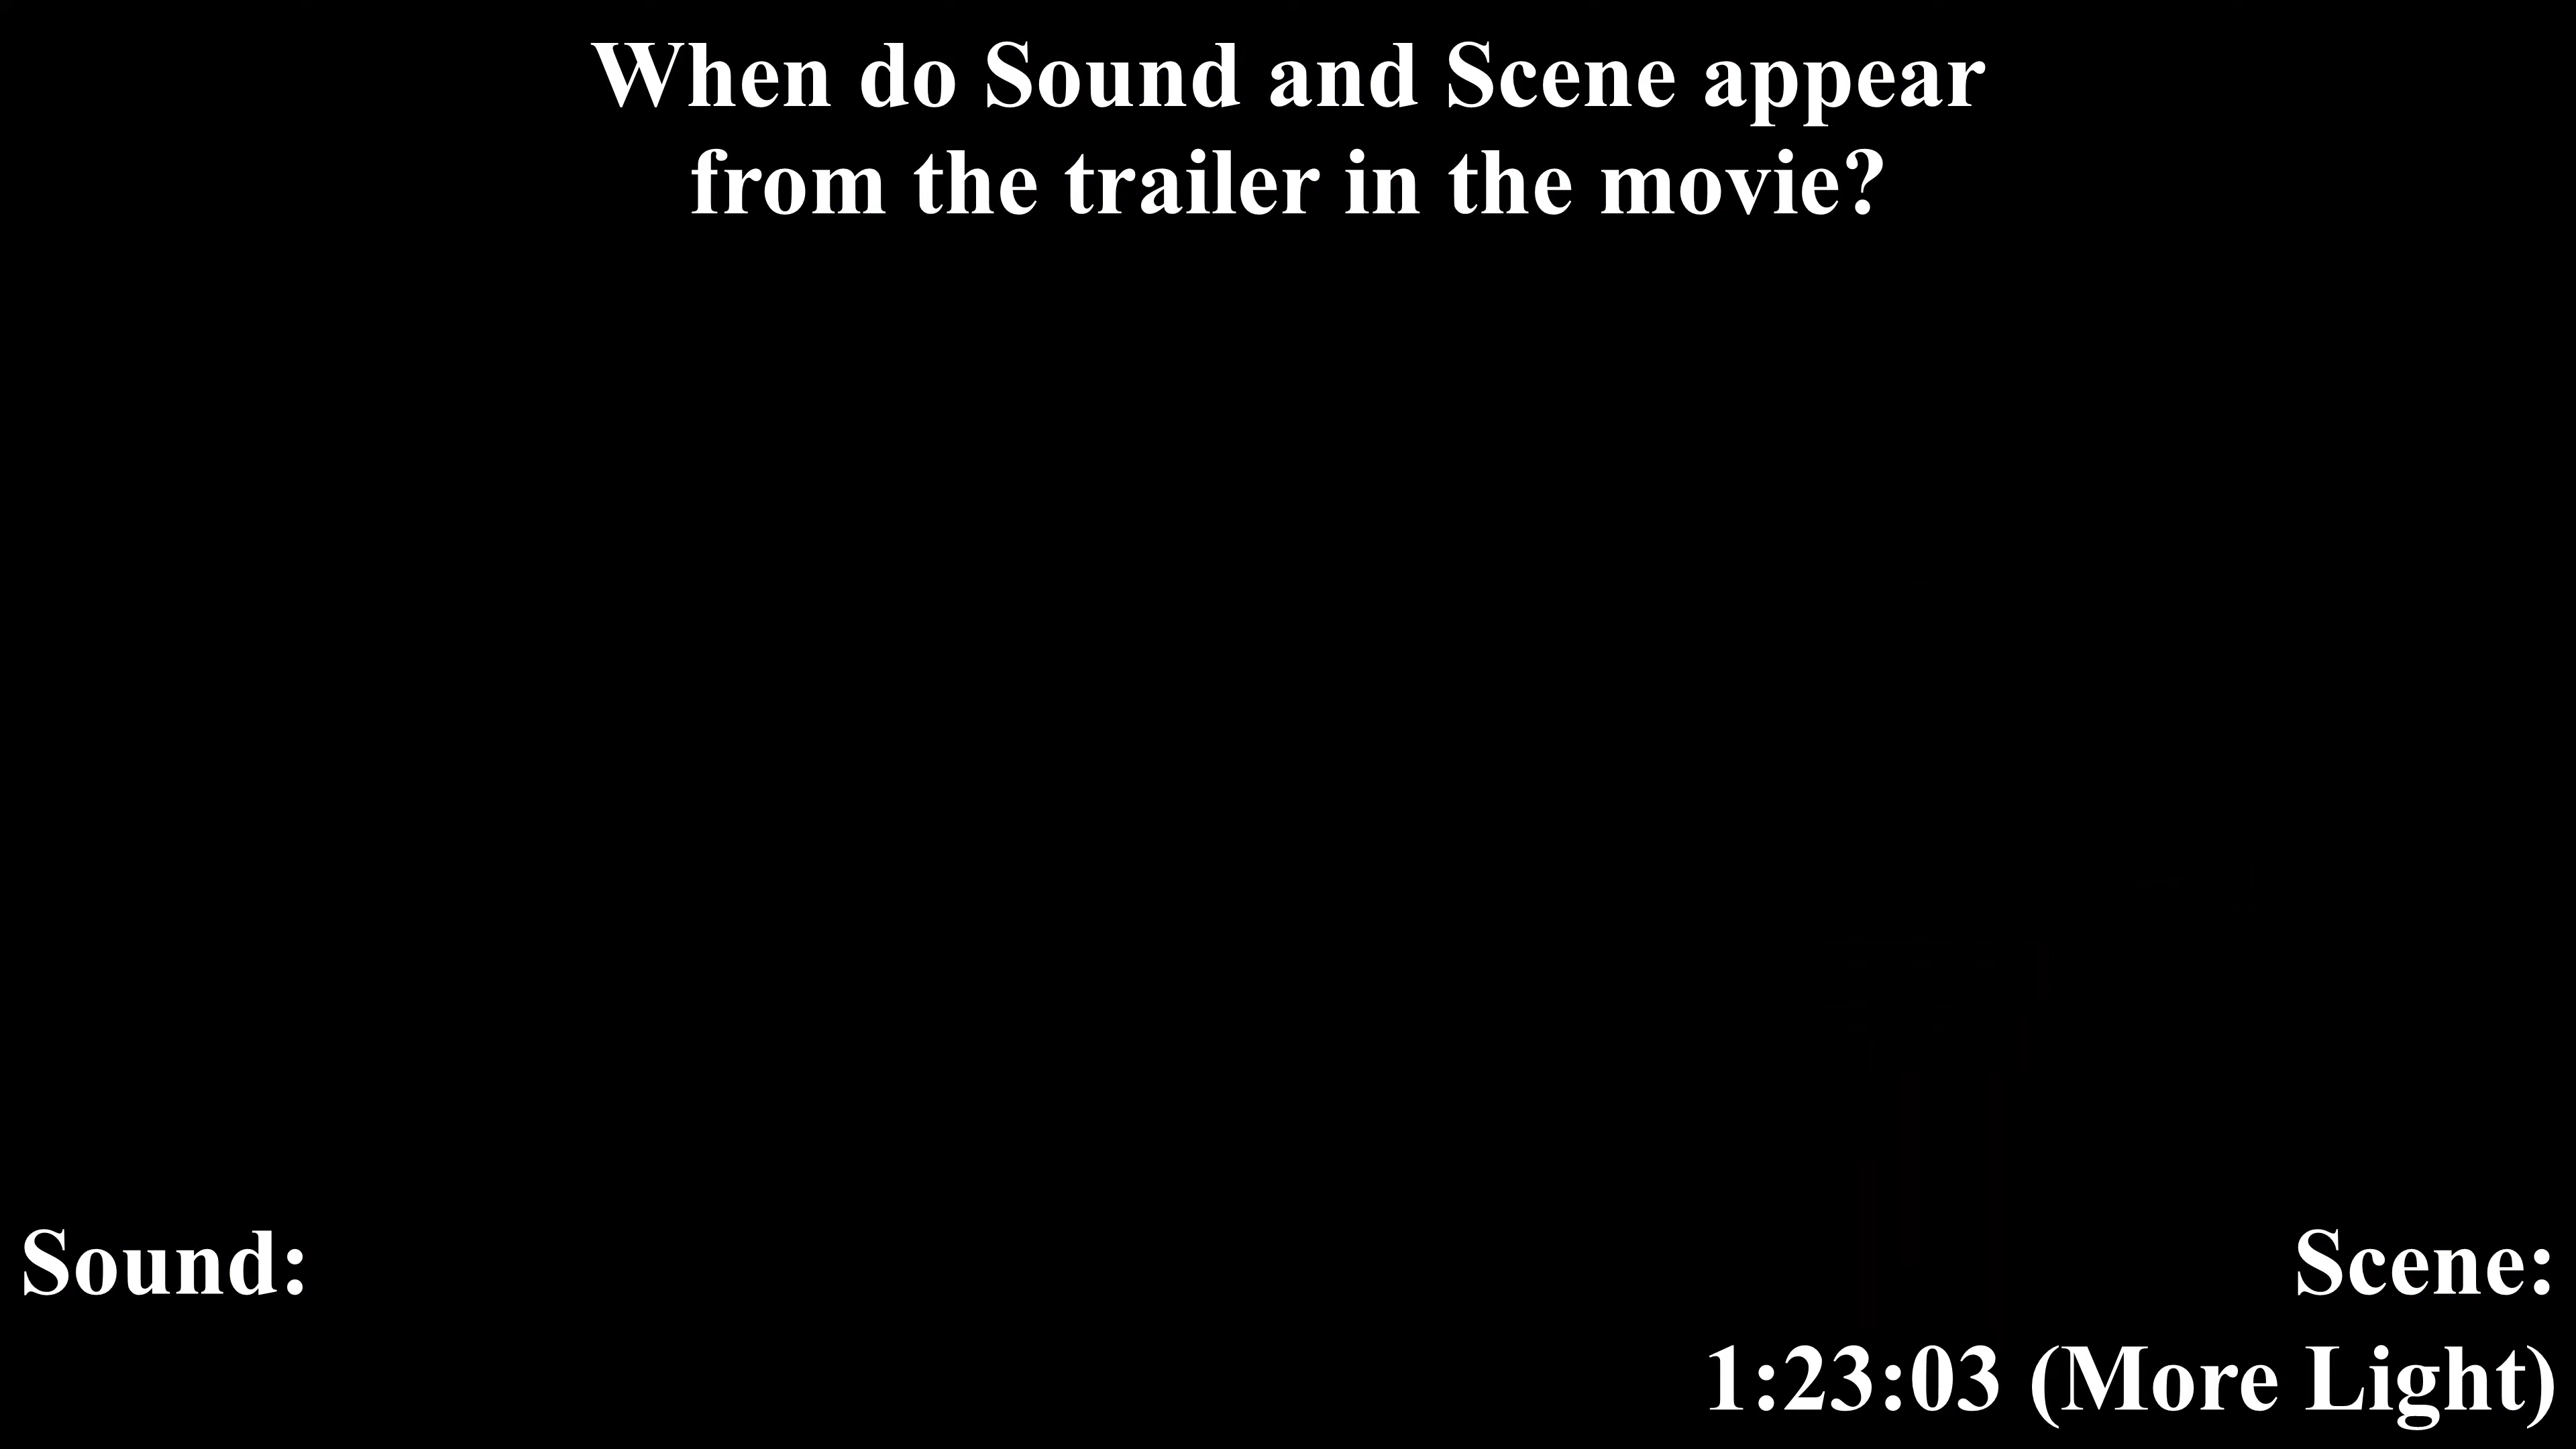 When do Sound and Scene appear
from the trailer in the movie?
Sound:
Scene:
1:23:03 (More Light)